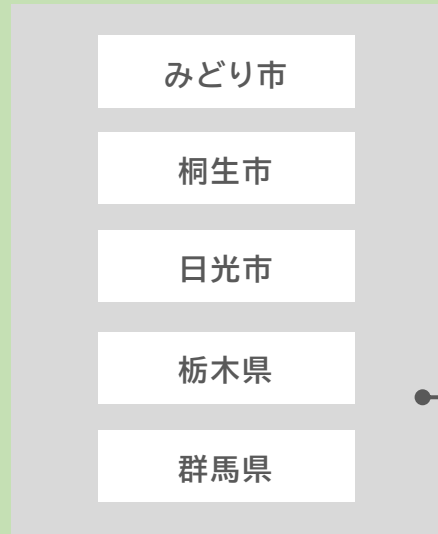 みどり市
桐生市
日光市
栃木県
群馬県